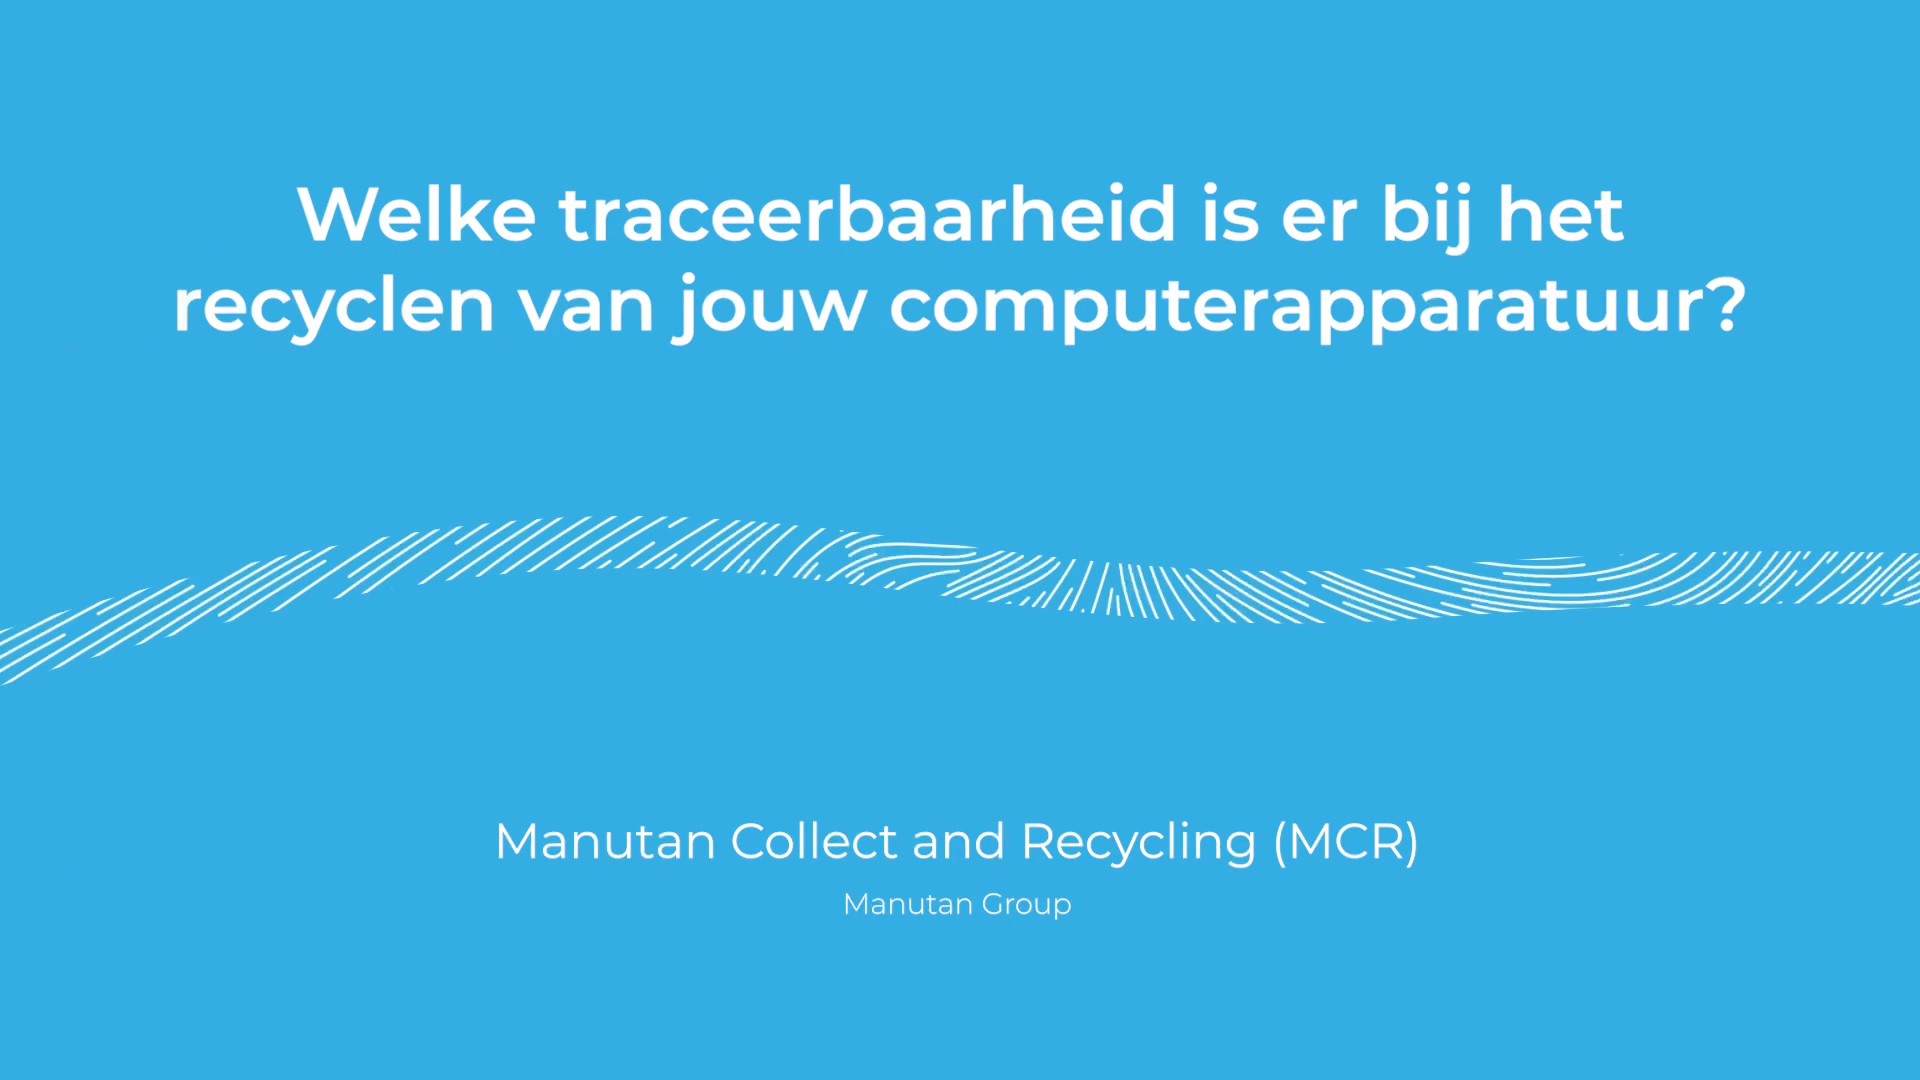 Welke traceerbaarheid is er bij het
recyclen van jouw computerapparatuur?
Manutan Collect and Recycling (MCR)
Manutan Group